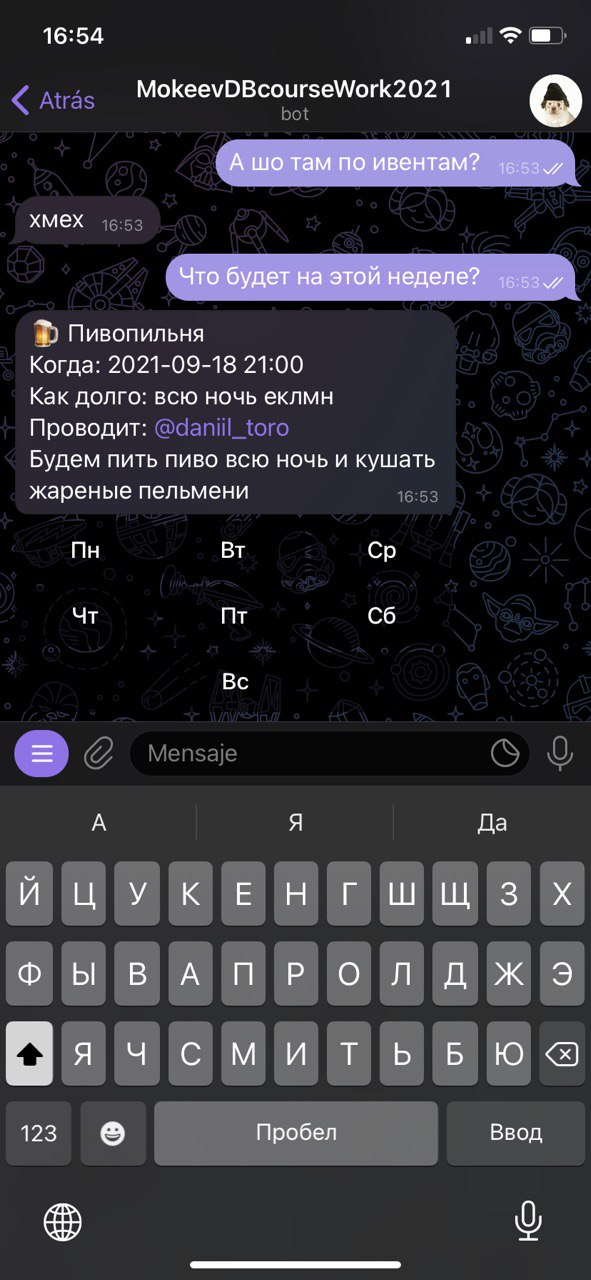 16:54
Atrás
MokeevDBcourseWork2021
bot
А шо там по ивентам? 16:53
хмех 16:53
Что будет на этой неделе? 16:53
🍺 Пивопильня
Когда: 2021-09-18 21:00
Как долго: всю ночь еклмн
Проводит: @daniil_toro
Будем пить пиво всю ночь и кушать
жареные пельмени 16:53
Пн Вт Ср
Чт Пт Сб
Вс
Mensaje
А Я Да
Й Ц У К Е Н Г Ш Щ З Х
Ф Ы В А П Р О Л Д Ж Э
Я Ч С М И Т Ь Б Ю
123 Пробел Ввод